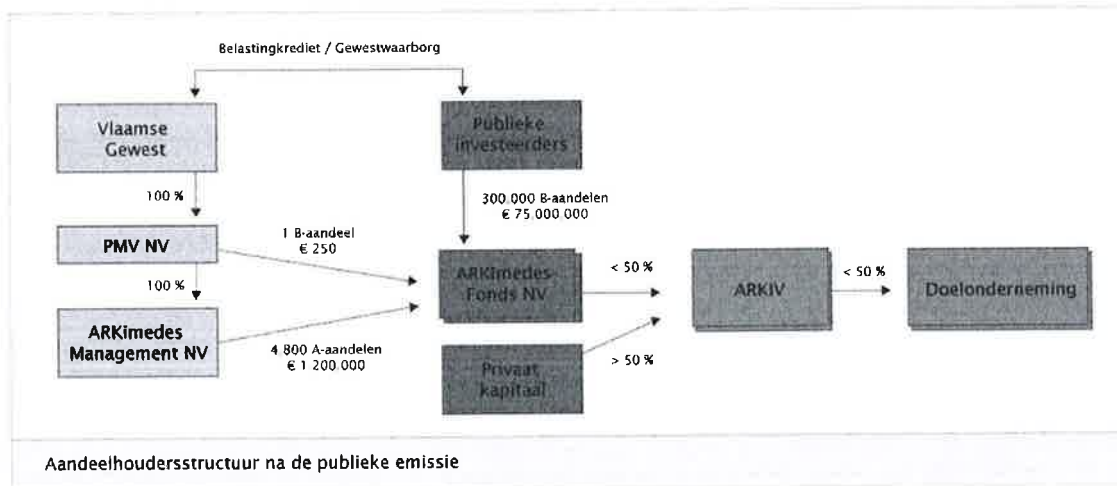 Belastingkrediet / Gewestwaarborg
Vlaamse
Gewest
Publieke
investeerders
100 %
300.000 B-aandelen
€ 75.000.000
PMV NV
1 B-aandeel
€ 250
ARKimedes-
Fonds NV
< 50 %
ARKIV
< 50 %
Doelonderneming
100 %
ARKimedes
Management NV
4.800 A-aandelen
€ 1.200.000
Privaat
kapitaal
> 50 %
Aandeelhoudersstructuur na de publieke emissie